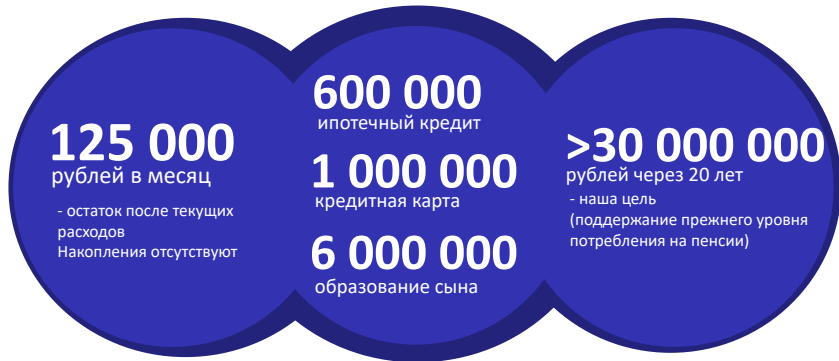 125 000
рублей в месяц
- остаток после текущих
расходов
Накопления отсутствуют
600 000
ипотечный кредит
1 000 000
кредитная карта
6 000 000
образование сына
>30 000 000
рублей через 20 лет
- наша цель
(поддержание прежнего уровня
потребления на пенсии)